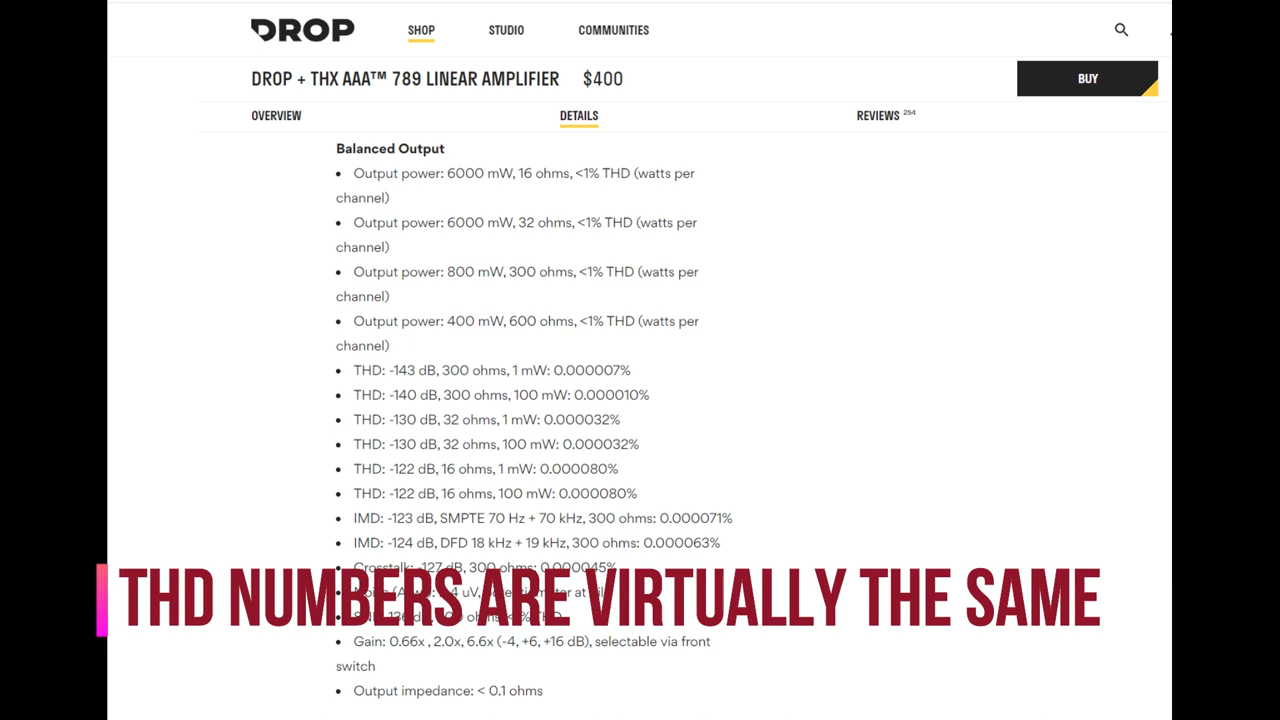 DROP
SHOP
STUDIO
COMMUNITIES
DROP + THX AAA™ 789 LINEAR AMPLIFIER $400
BUY
OVERVIEW
DETAILS
REVIEWS 254
Balanced Output
• Output power: 6000 mW, 16 ohms, <1% THD (watts per
channel)
• Output power: 6000 mW, 32 ohms, <1% THD (watts per
channel)
• Output power: 800 mW, 300 ohms, <1% THD (watts per
channel)
• Output power: 400 mW, 600 ohms, <1% THD (watts per
channel)
• THD: -143 dB, 300 ohms, 1 mW: 0.000007%
• THD: -140 dB, 300 ohms, 100 mW: 0.000010%
• THD: -130 dB, 32 ohms, 1 mW: 0.000032%
• THD: -130 dB, 32 ohms, 100 mW: 0.000032%
• THD: -122 dB, 16 ohms, 1 mW: 0.000080%
• THD: -122 dB, 16 ohms, 100 mW: 0.000080%
• IMD: -123 dB, SMPTE 70 Hz + 70 kHz, 300 ohms: 0.000071%
• IMD: -124 dB, DFD 18 kHz + 19 kHz, 300 ohms: 0.000063%
• Crosstalk: -127 dB, 300 ohms: 0.000045%
THD NUMBERS ARE VIRTUALLY THE SAME
• Gain: 0.66x , 2.0x, 6.6x (-4, +6, +16 dB), selectable via front
switch
• Output impedance: < 0.1 ohms